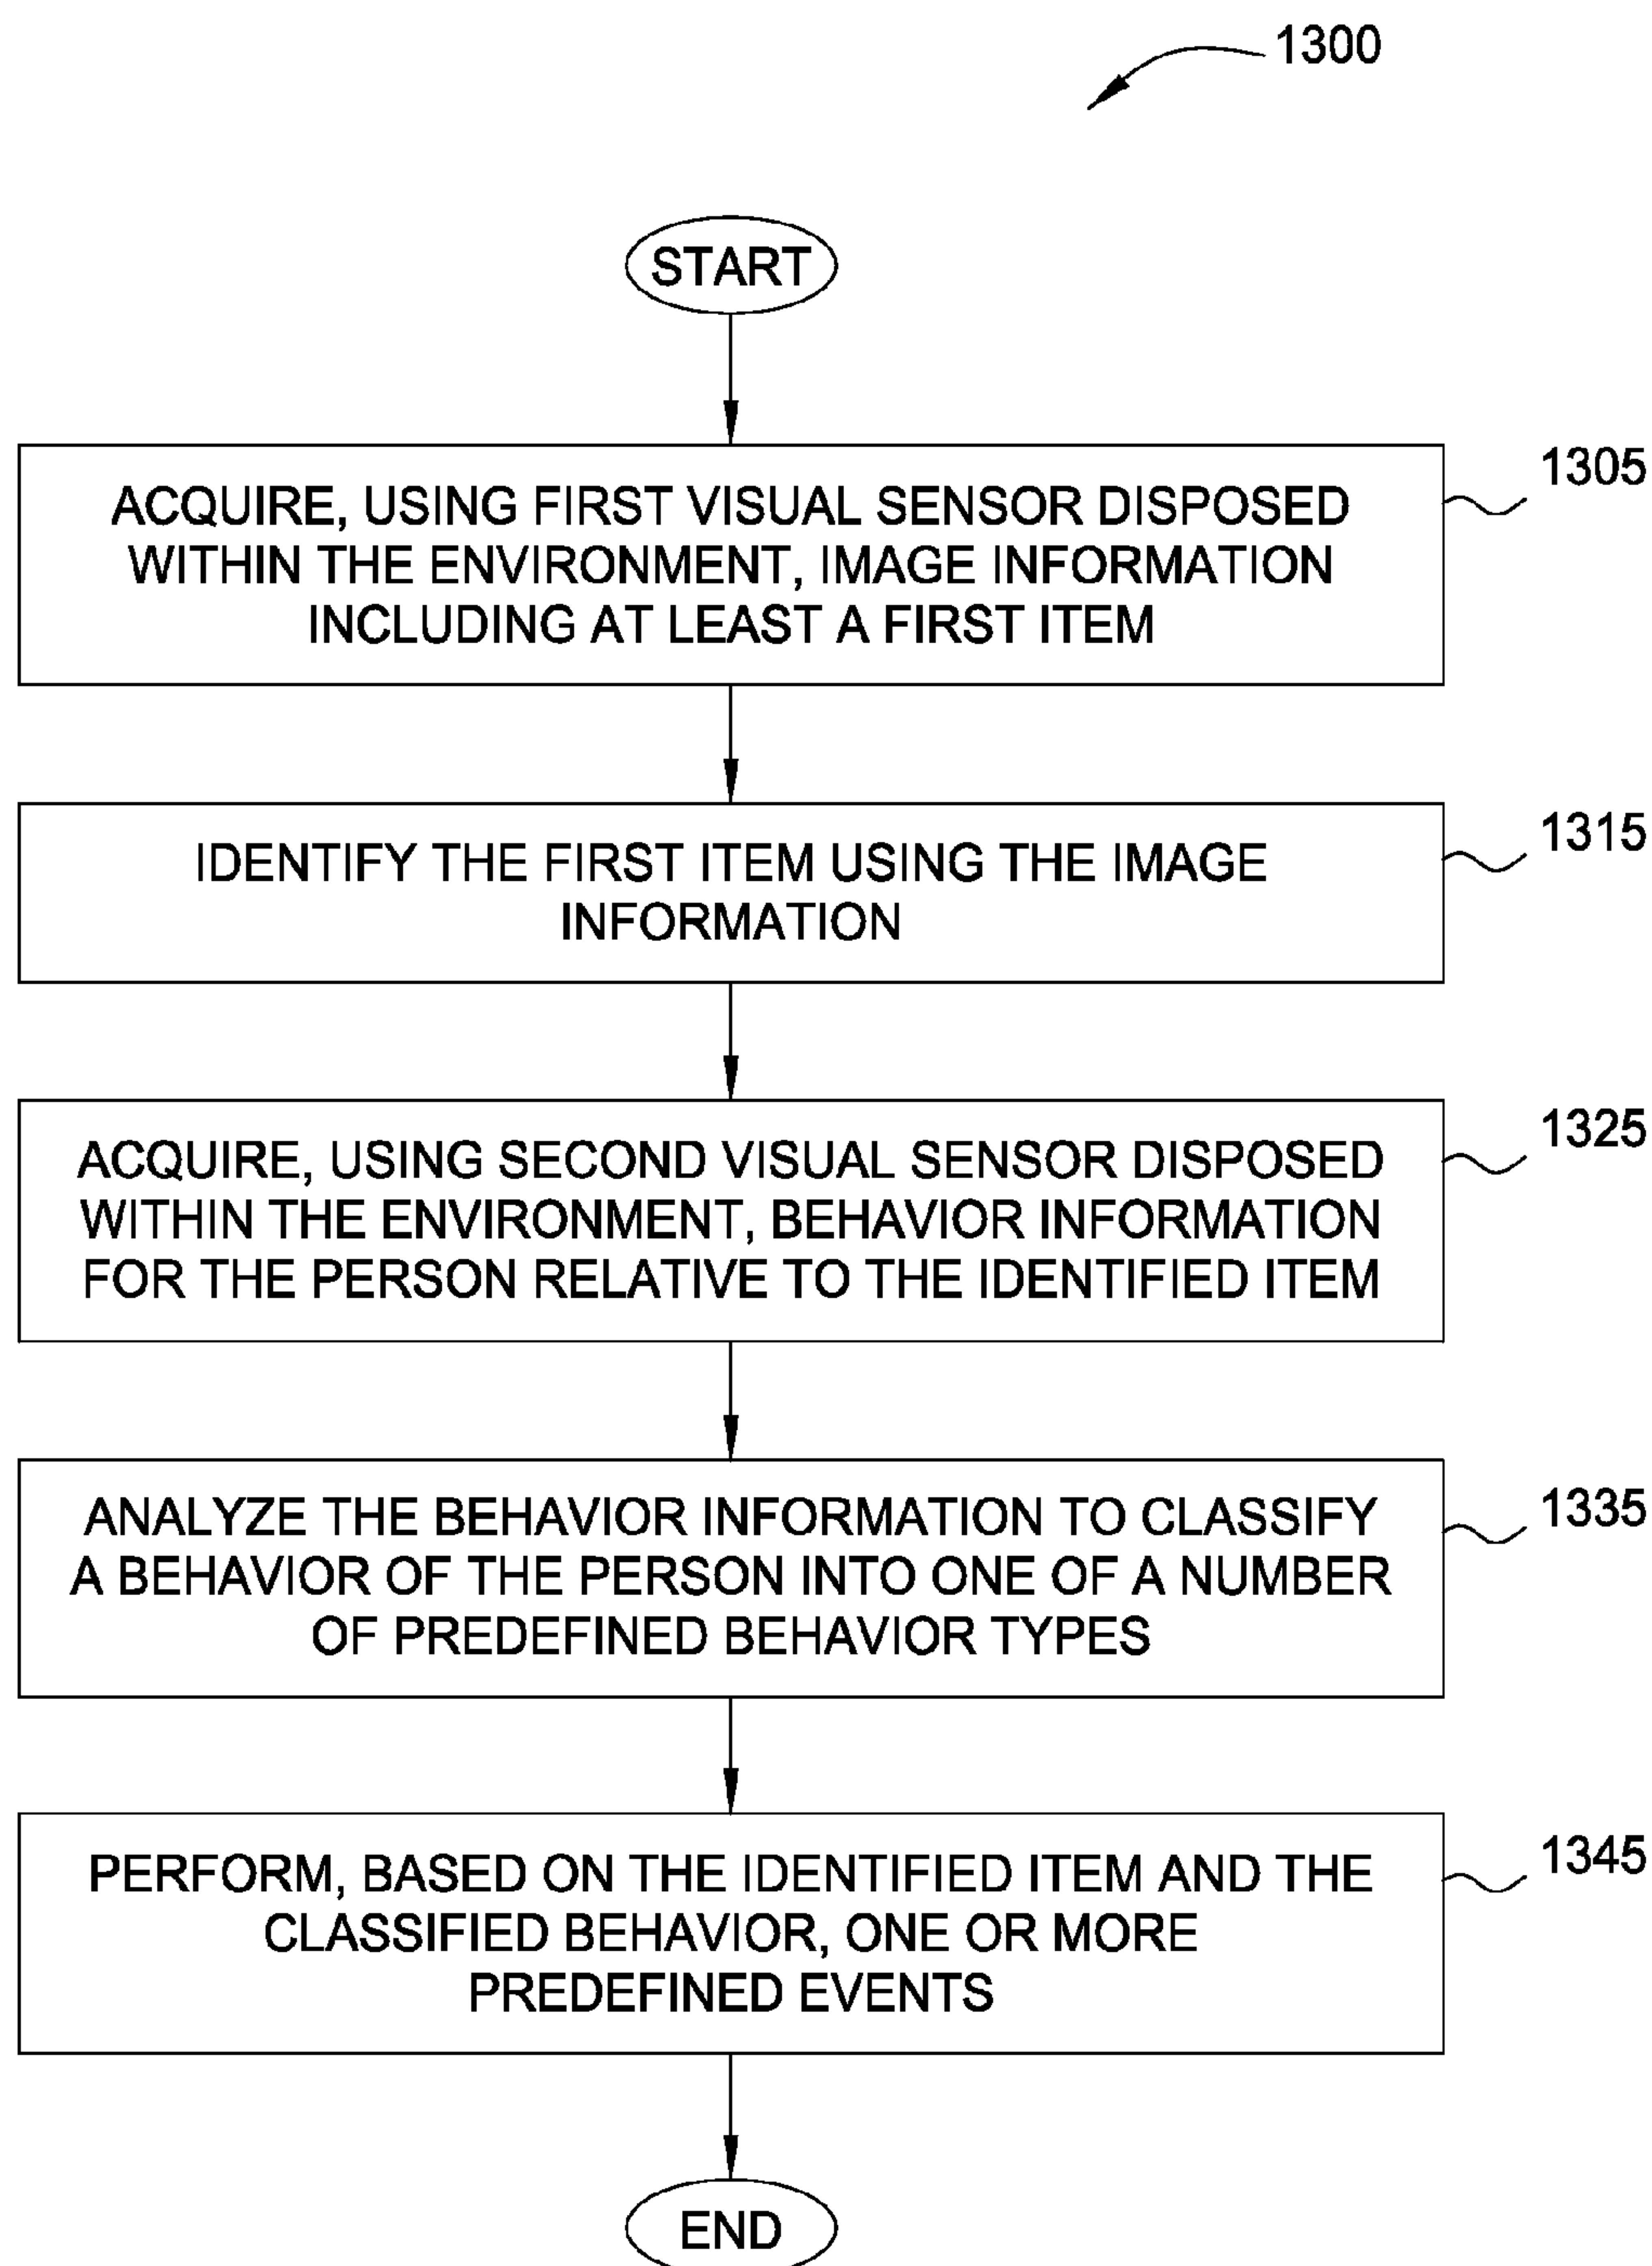 1300
START
ACQUIRE, USING FIRST VISUAL SENSOR DISPOSED
WITHIN THE ENVIRONMENT, IMAGE INFORMATION
INCLUDING AT LEAST A FIRST ITEM
1305
IDENTIFY THE FIRST ITEM USING THE IMAGE
INFORMATION
1315
ACQUIRE, USING SECOND VISUAL SENSOR DISPOSED
WITHIN THE ENVIRONMENT, BEHAVIOR INFORMATION
FOR THE PERSON RELATIVE TO THE IDENTIFIED ITEM
1325
ANALYZE THE BEHAVIOR INFORMATION TO CLASSIFY
A BEHAVIOR OF THE PERSON INTO ONE OF A NUMBER
OF PREDEFINED BEHAVIOR TYPES
1335
PERFORM, BASED ON THE IDENTIFIED ITEM AND THE
CLASSIFIED BEHAVIOR, ONE OR MORE
PREDEFINED EVENTS
1345
END